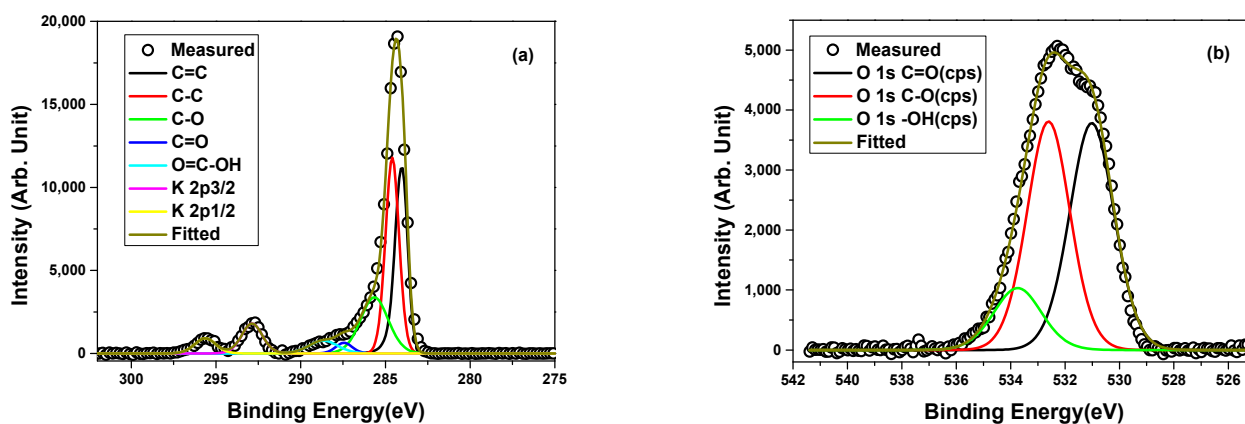 20,000
15,000
10,000
5,000
0
Intensity (Arb. Unit)
Measured
C=C
C-C
C-O
C=O
O=C-OH
K 2p3/2
K 2p1/2
Fitted
(a)
300 295 290 285 280 275
Binding Energy(eV)
5,000
4,000
3,000
2,000
1,000
0
Intensity (Arb. Unit)
Measured
O 1s C=O(cps)
O 1s C-O(cps)
O 1s -OH(cps)
Fitted
(b)
542 540 538 536 534 532 530 528 526
Binding Energy(eV)